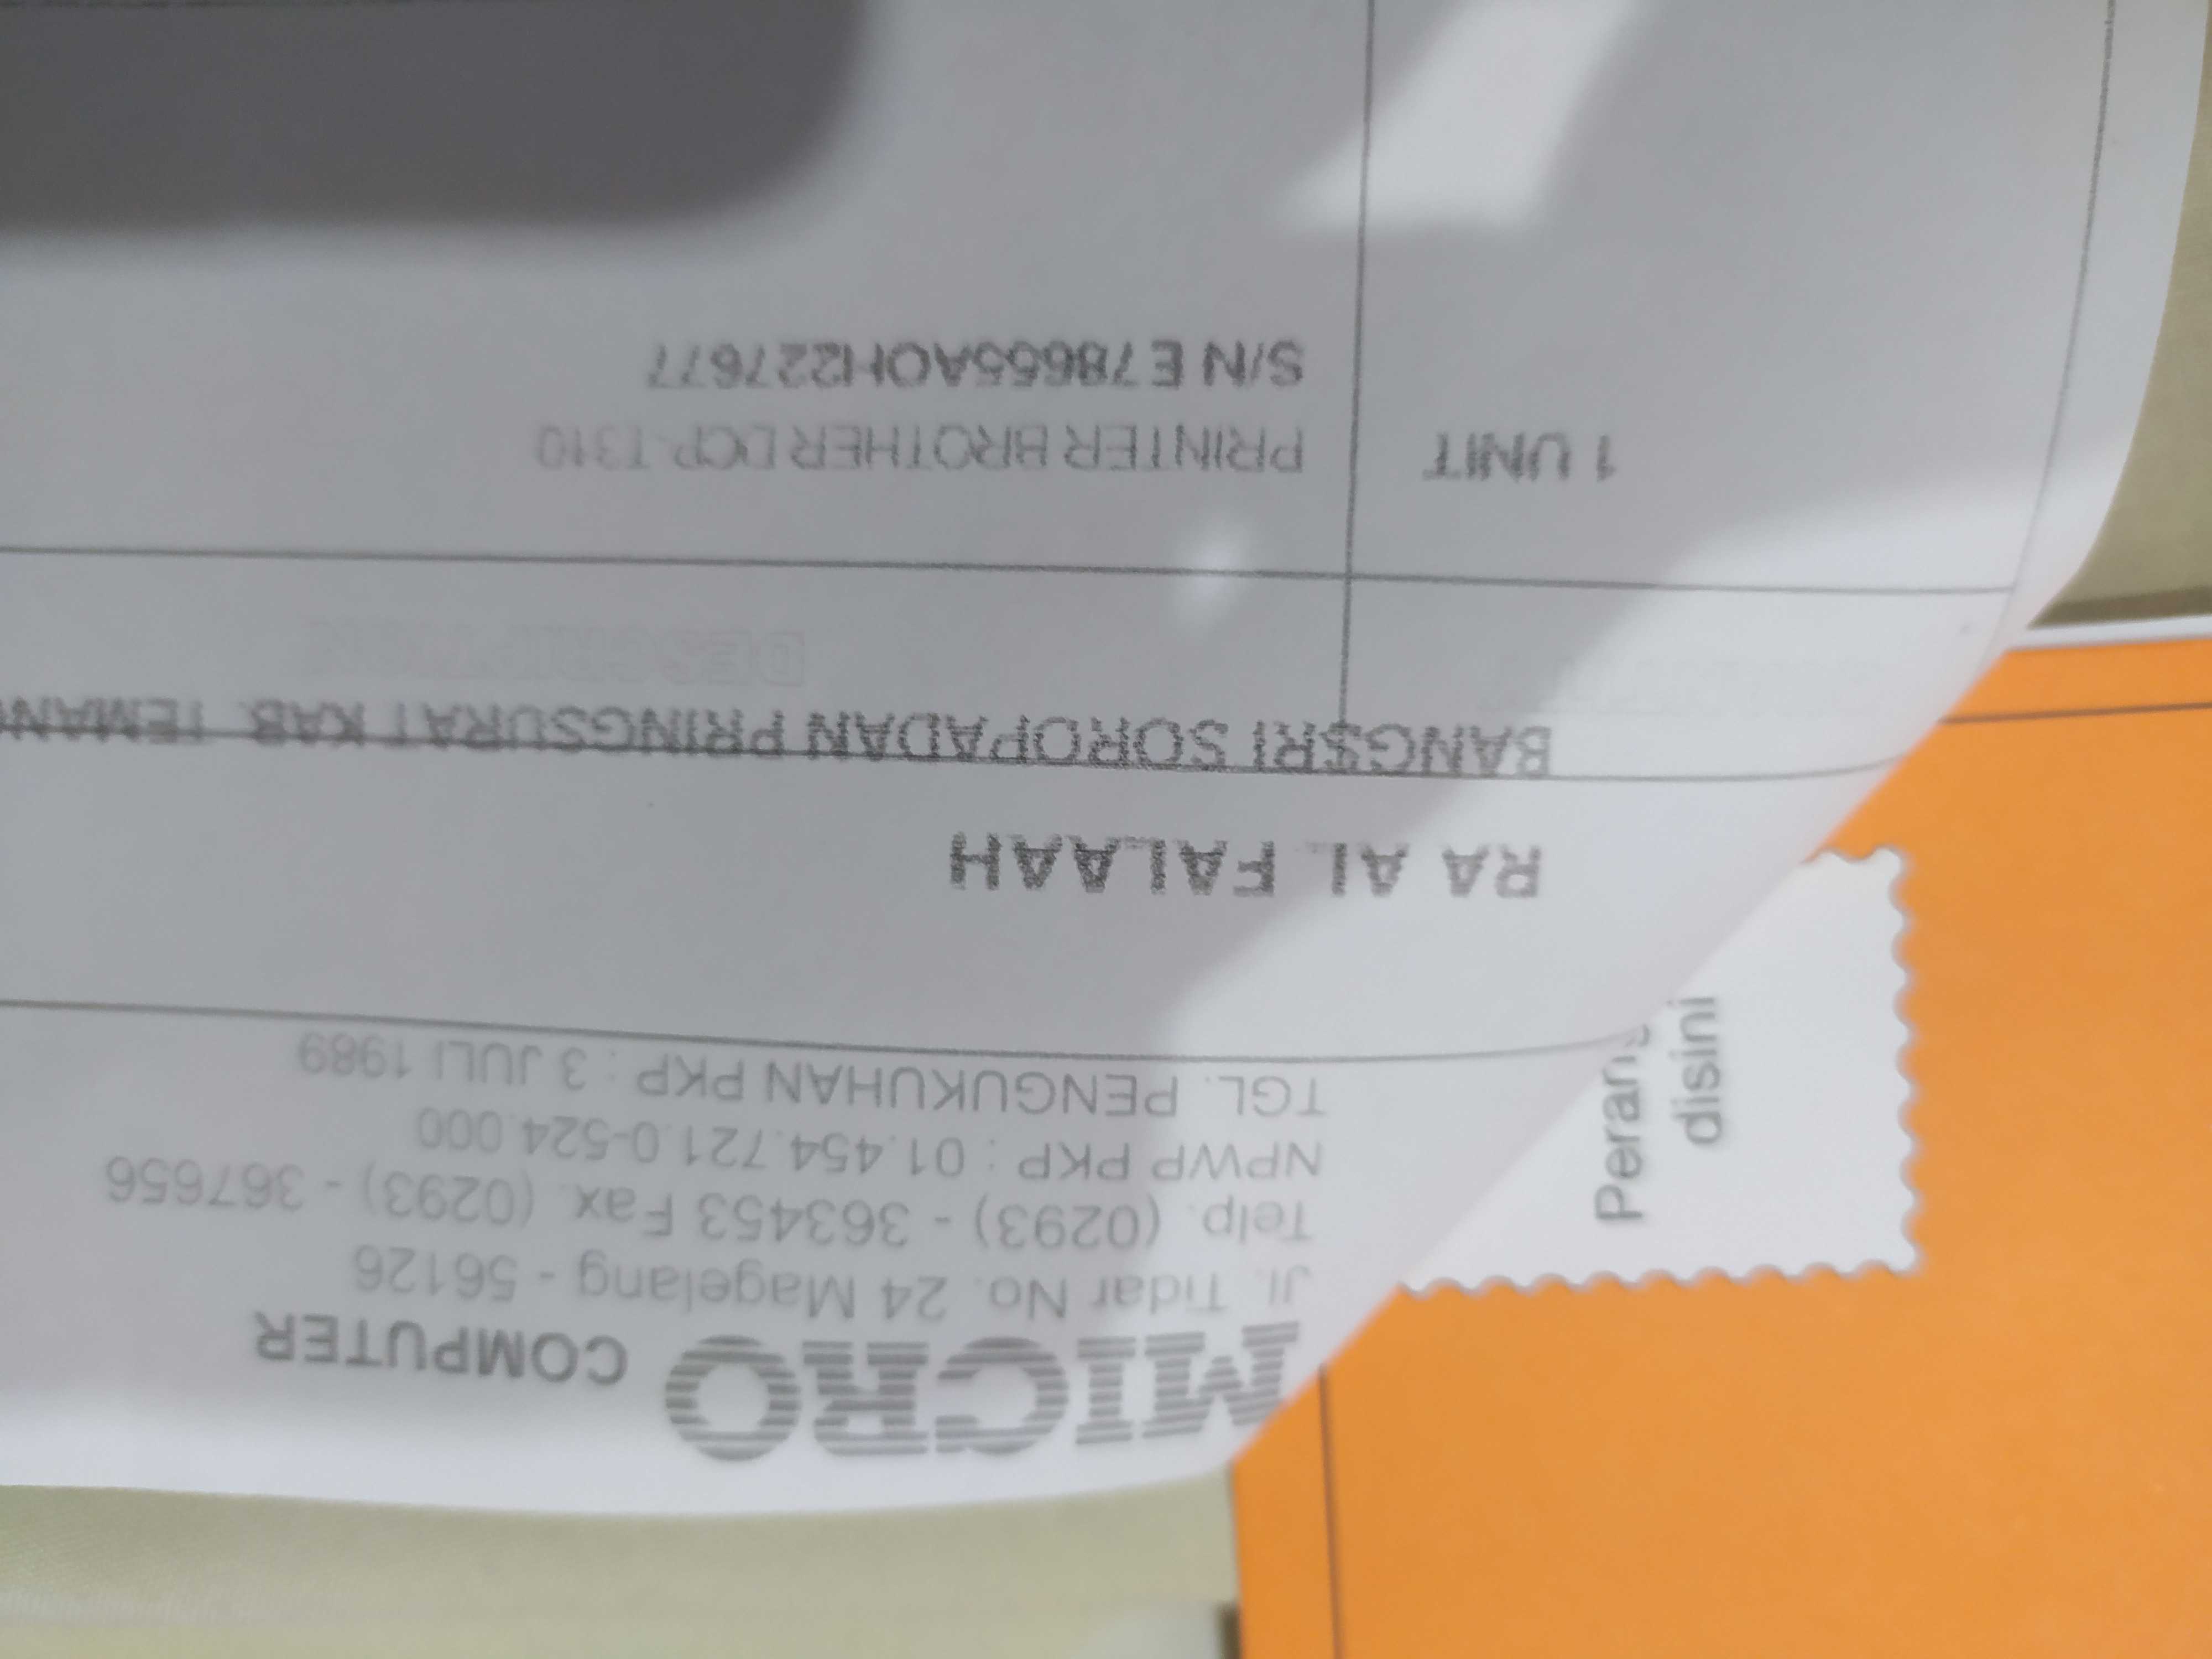 MICRO COMPUTER
Jl. Tidar No. 24 Magelang - 56126
Telp. (0293) - 363453 Fax. (0293) - 367656
NPWP PKP : 01.454.721.0-524.000
TGL. PENGUKUHAN PKP : 3 JULI 1989
RA AL FALAAH
BANGSRI SOROPADAN PRINGSURAT KAB. TEMAN
DESCRIPTION
1 UNIT PRINTER BROTHER DCP-T310
S/N E78665AOH227677
Perang
disini